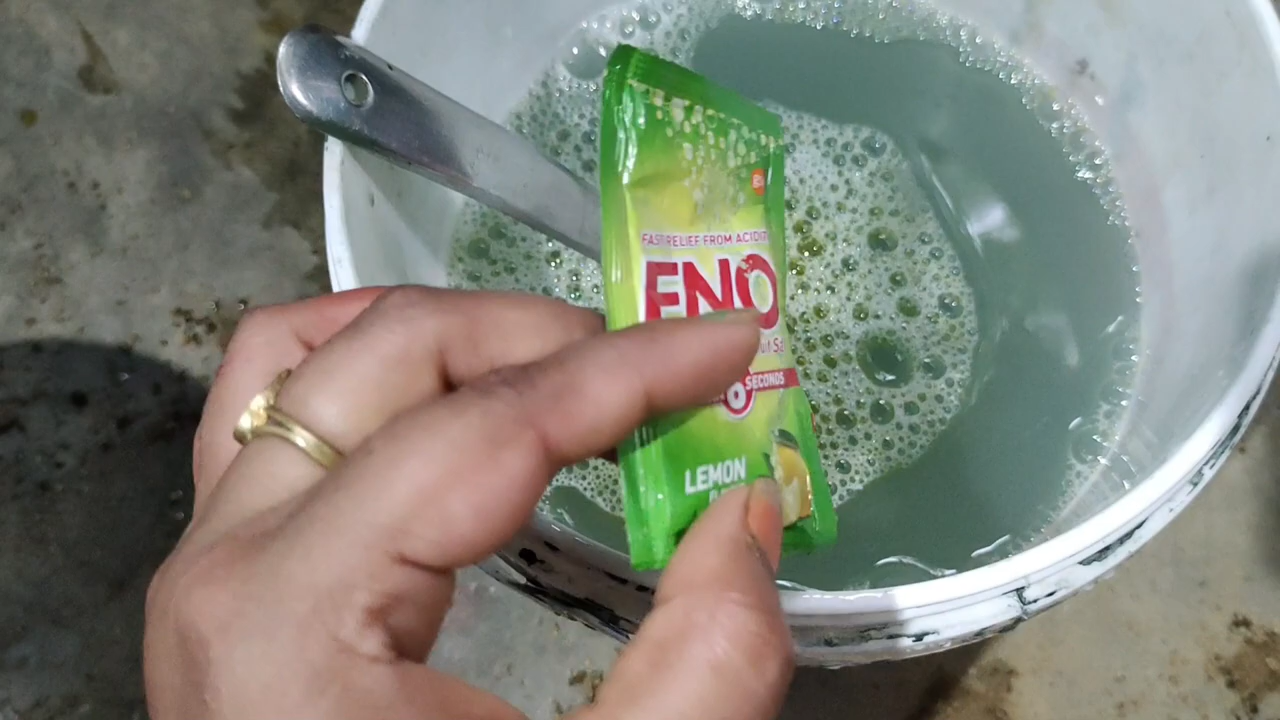 FAST RELIEF FROM ACIDIT
ENO
SECONDS
LEMON